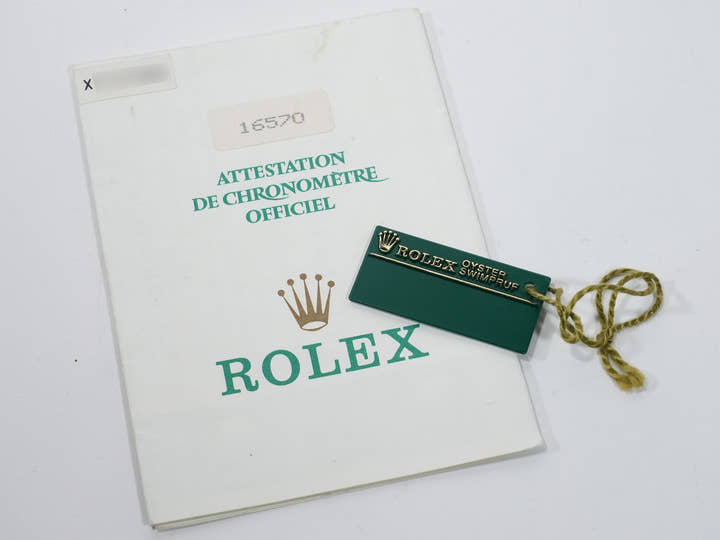 X
16570
ATTESTATION
DE CHRONOMÈTRE
OFFICIEL
ROLEX
ROLEX OYSTER
SWIMPRUF